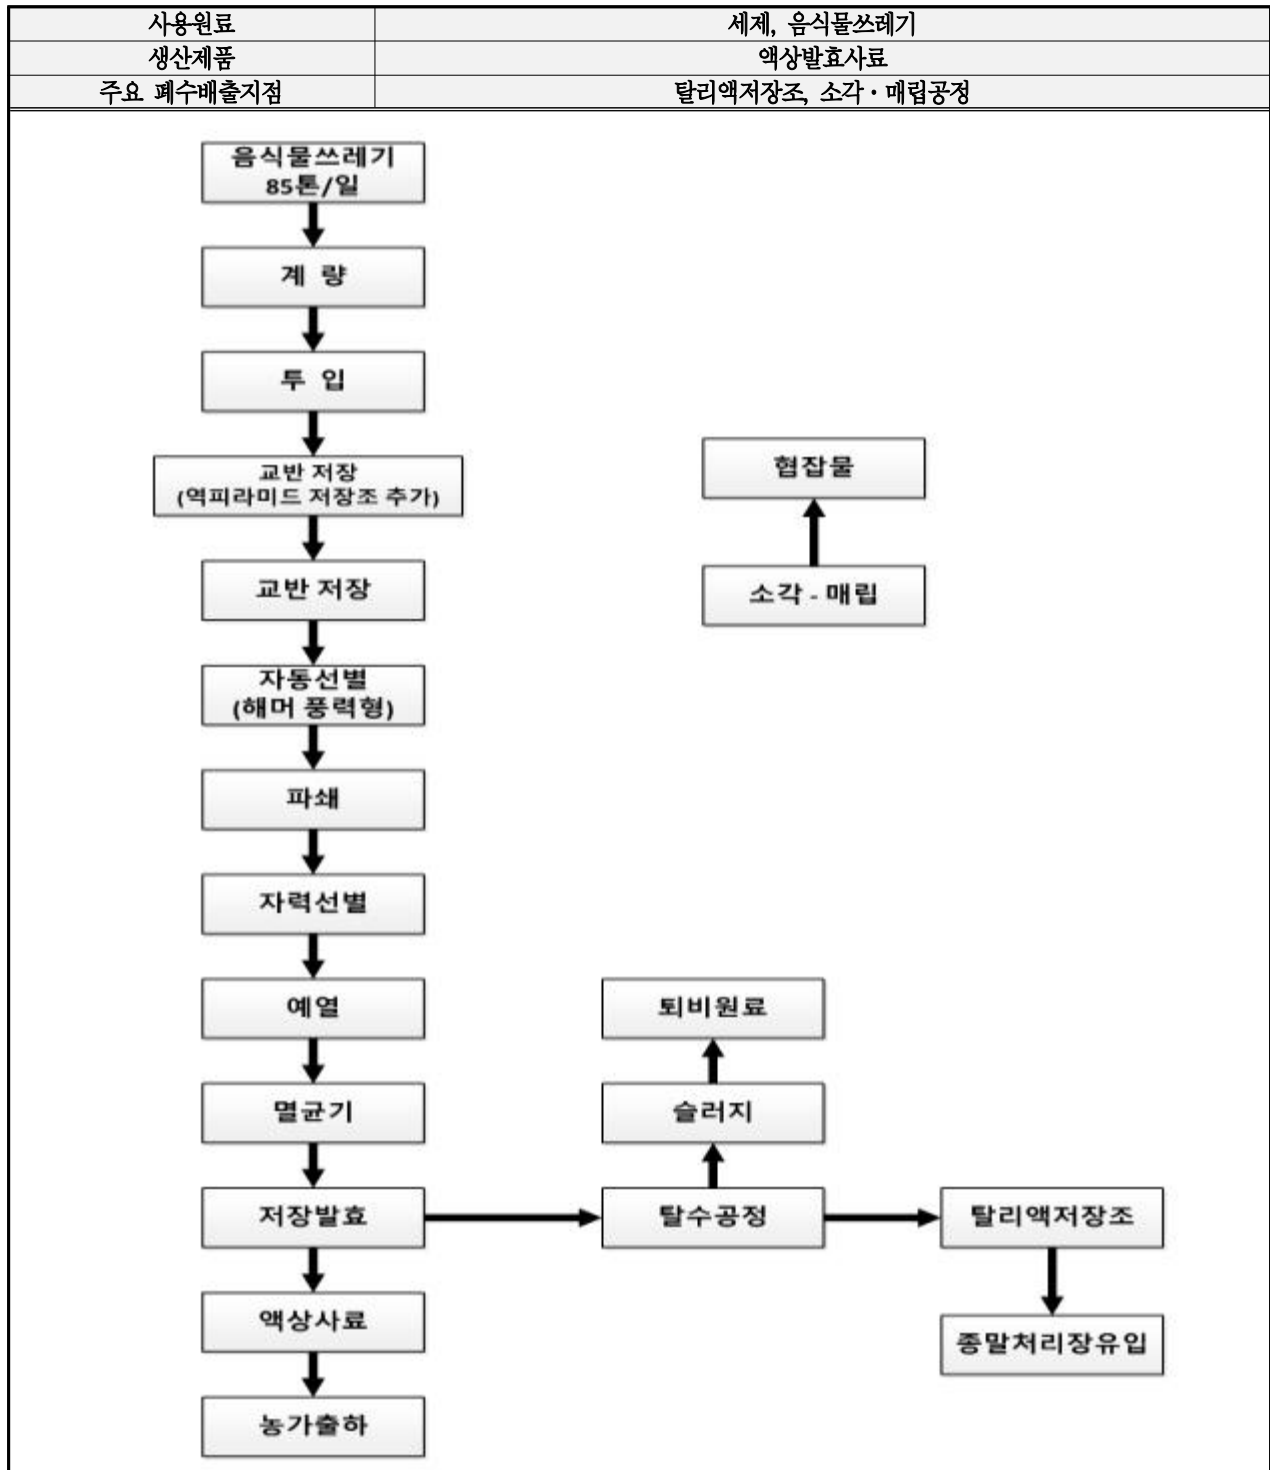 사용원료 세제, 음식물쓰레기
생산제품 액상발효사료
주요 폐수배출지점 탈리액저장조, 소각·매립공정
음식물쓰레기
85톤/일
계 량
투 입
교반 저장
(역피라미드 저장조 추가)
협잡물
교반 저장
소각 - 매립
자동선별
(해머 풍력형)
파쇄
자력선별
예열
퇴비원료
멸균기
슬러지
저장발효
탈수공정
탈리액저장조
액상사료
종말처리장유입
농가출하